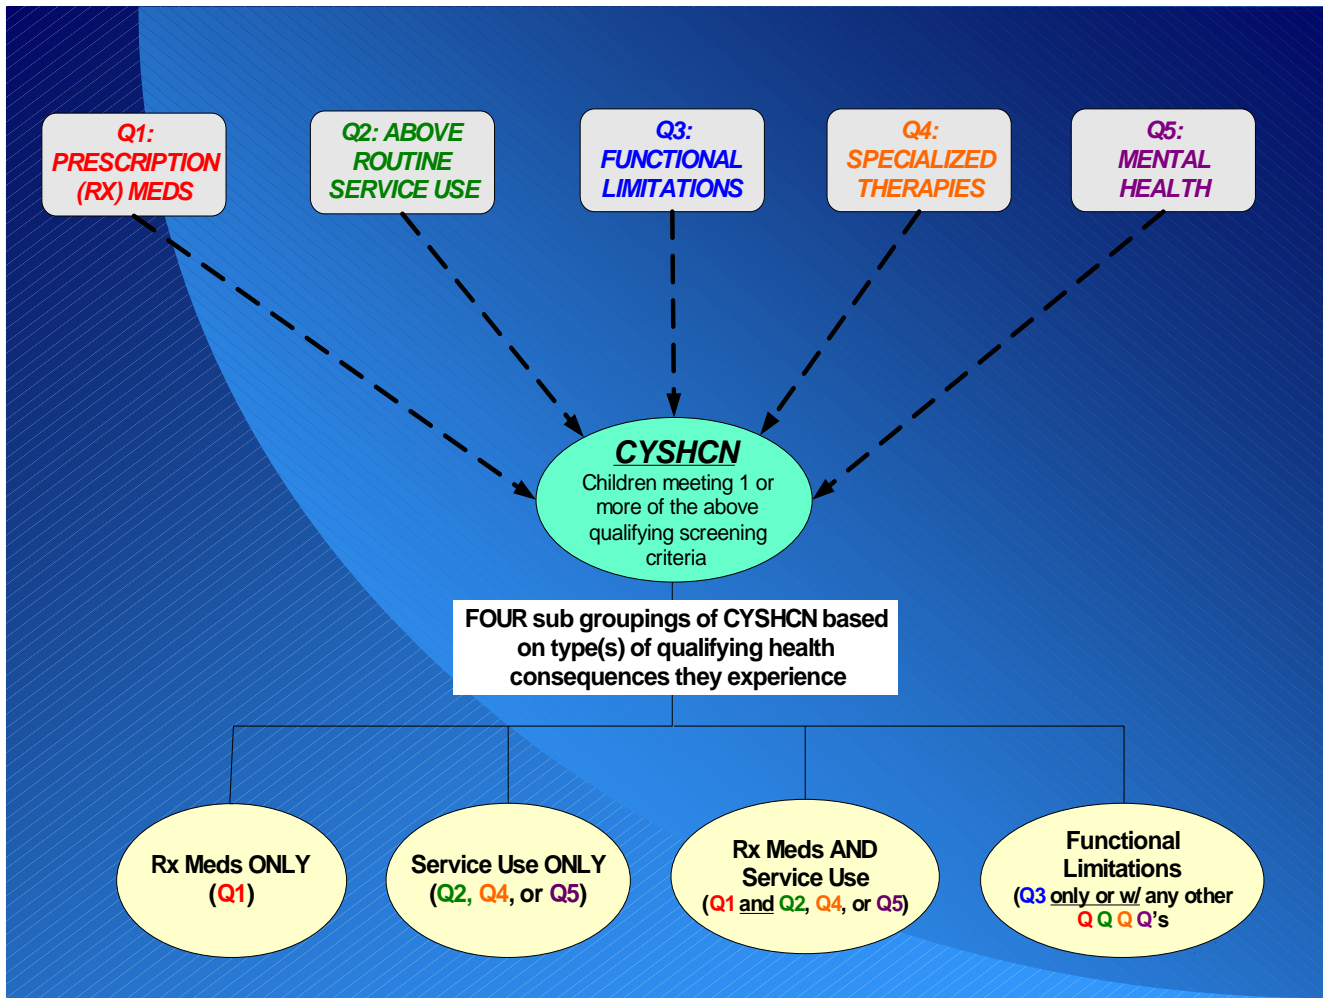 Q1:
PRESCRIPTION
(RX) MEDS
Q2: ABOVE
ROUTINE
SERVICE USE
Q3:
FUNCTIONAL
LIMITATIONS
Q4:
SPECIALIZED
THERAPIES
Q5:
MENTAL
HEALTH
CYSHCN
Children meeting 1 or
more of the above
qualifying screening
criteria
FOUR sub groupings of CYSHCN based
on type(s) of qualifying health
consequences they experience
Rx Meds ONLY
(Q1)
Service Use ONLY
(Q2, Q4, or Q5)
Rx Meds AND
Service Use
(Q1 and Q2, Q4, or Q5)
Functional
Limitations
(Q3 only or w/ any other
Q Q Q Q's